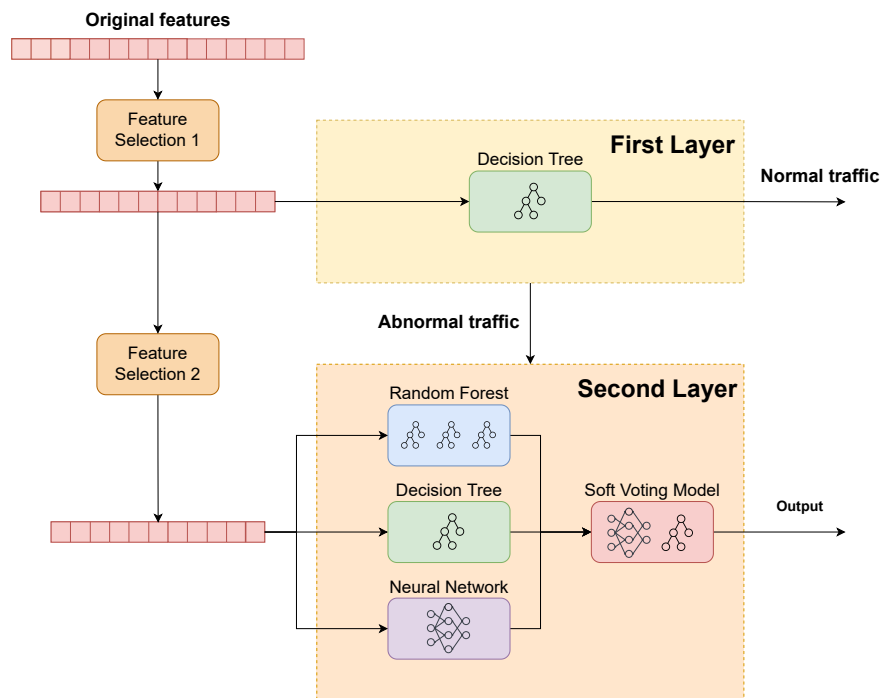 Original features
Feature
Selection 1
First Layer
Decision Tree
Normal traffic
Abnormal traffic
Feature
Selection 2
Second Layer
Random Forest
Decision Tree
Soft Voting Model
Output
Neural Network